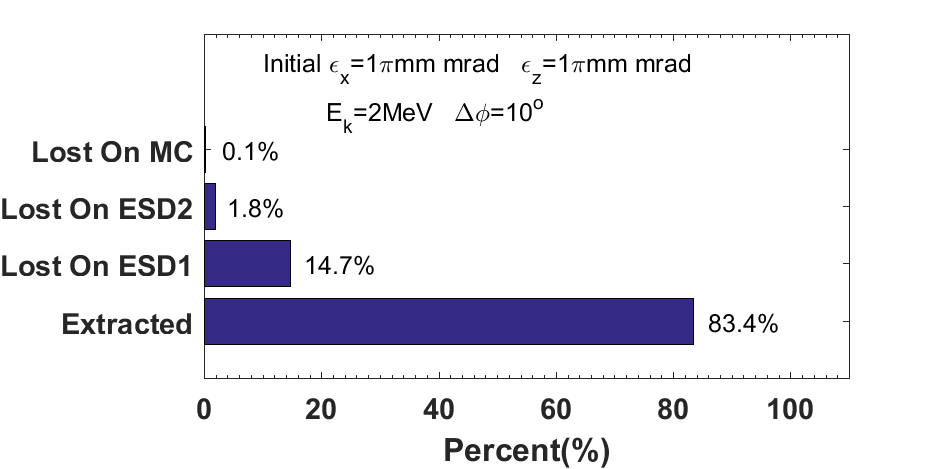 Initial ϵx=1πmm mrad ϵz=1πmm mrad
Ek=2MeV Δϕ=10o
Lost On MC 0.1%
Lost On ESD2 1.8%
Lost On ESD1 14.7%
Extracted 83.4%
0 20 40 60 80 100
Percent(%)